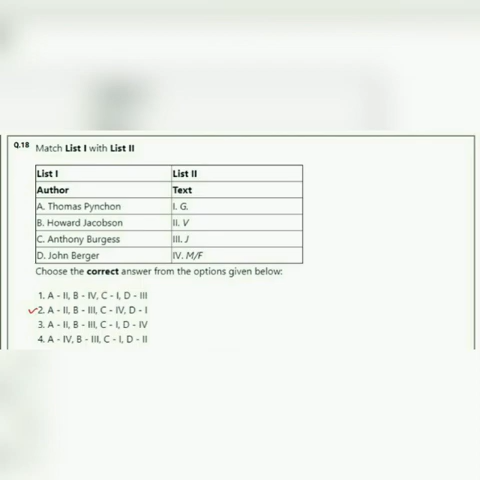 Q.18 Match List I with List II
List I List II
Author Text
A. Thomas Pynchon I. G.
B. Howard Jacobson II. V
C. Anthony Burgess III. J
D. John Berger IV. M/F
Choose the correct answer from the options given below:
1. A - II, B - IV, C - I, D - III
2. A - II, B - III, C - IV, D - I
3. A - II, B - III, C - I, D - IV
4. A - IV, B - III, C - I, D - II